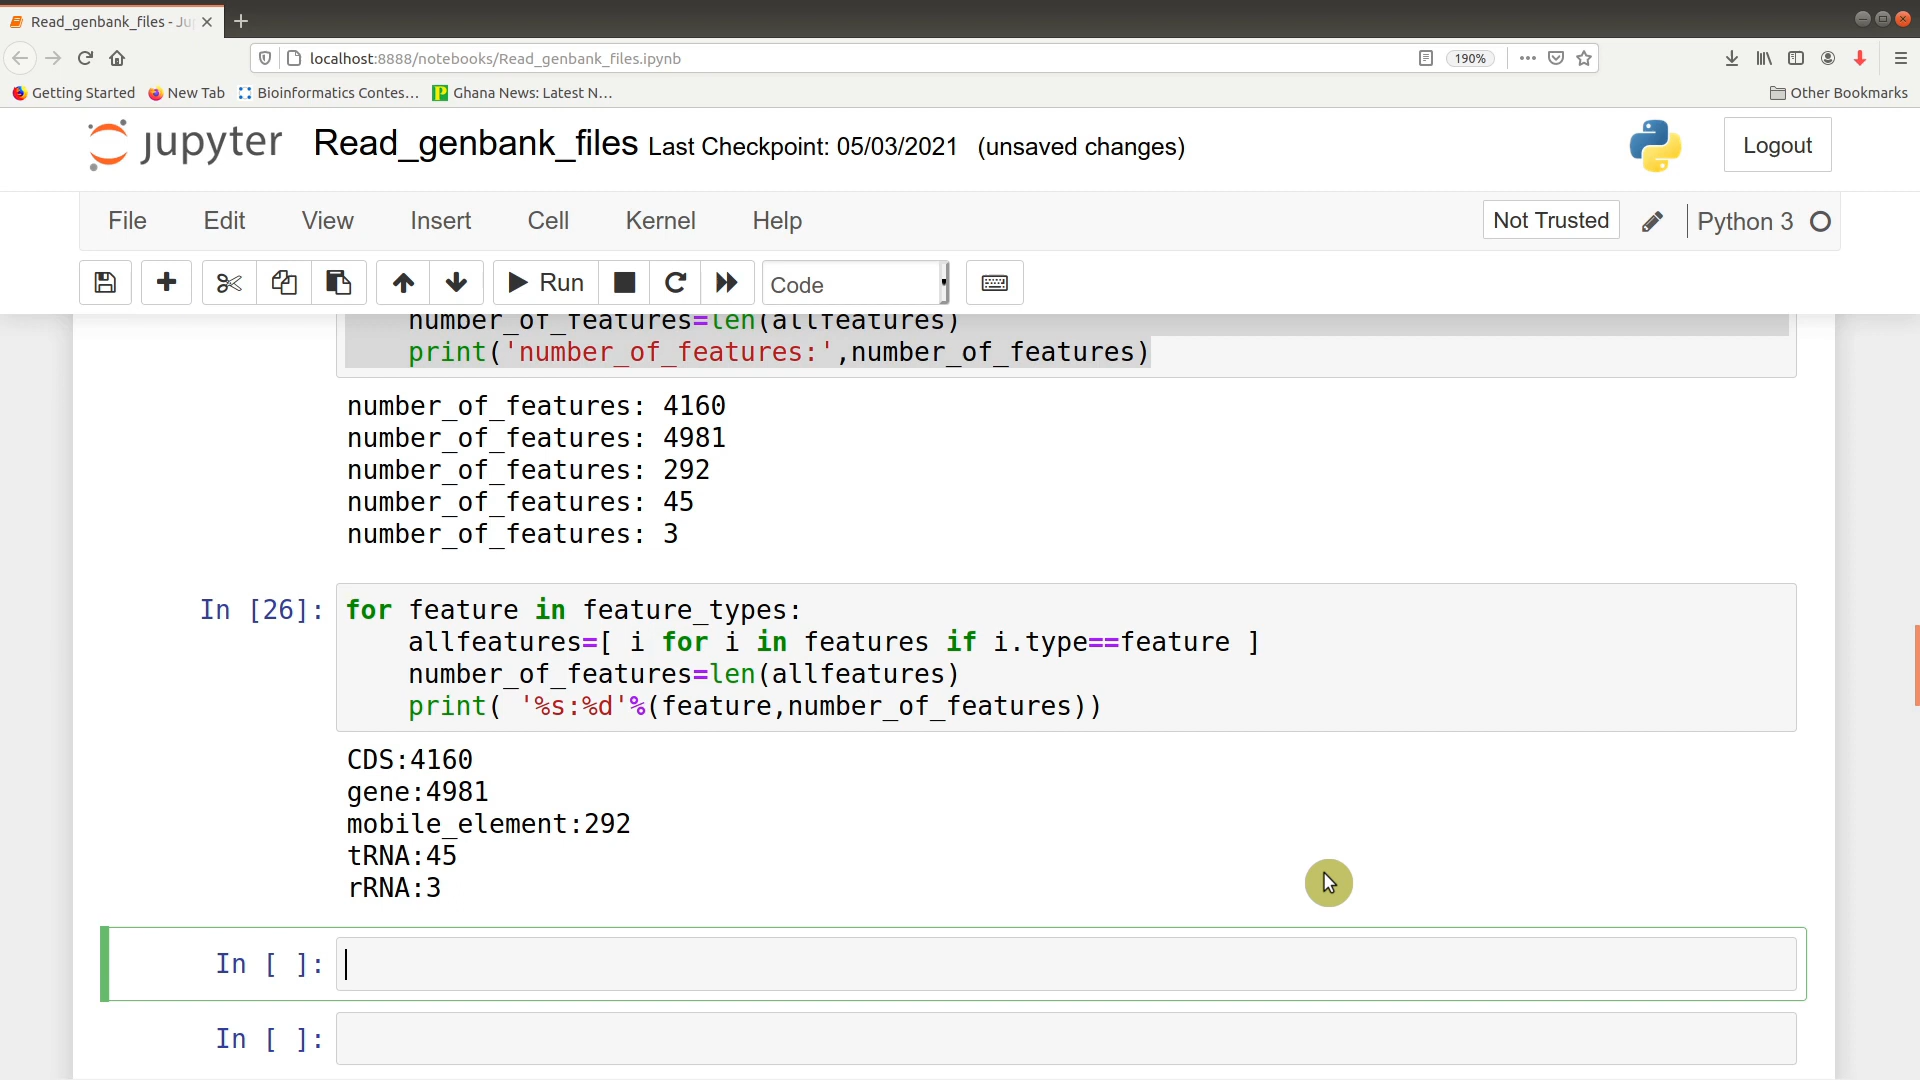 Read_genbank_files - Ju
localhost:8888/notebooks/Read_genbank_files.ipynb
190%
Getting Started
New Tab
Bioinformatics Contes...
Ghana News: Latest N...
Other Bookmarks
jupyter
Read_genbank_files
Last Checkpoint: 05/03/2021
(unsaved changes)
Logout
File
Edit
View
Insert
Cell
Kernel
Help
Not Trusted
Python 3
Run
Code
number_of_features=len(allfeatures)
print('number_of_features:',number_of_features)
number_of_features: 4160
number_of_features: 4981
number_of_features: 292
number_of_features: 45
number_of_features: 3
In [26]:
for feature in feature_types:
    allfeatures=[ i for i in features if i.type==feature ]
    number_of_features=len(allfeatures)
    print( '%s:%d'%(feature,number_of_features))
CDS:4160
gene:4981
mobile_element:292
tRNA:45
rRNA:3
In [ ]:
In [ ]: